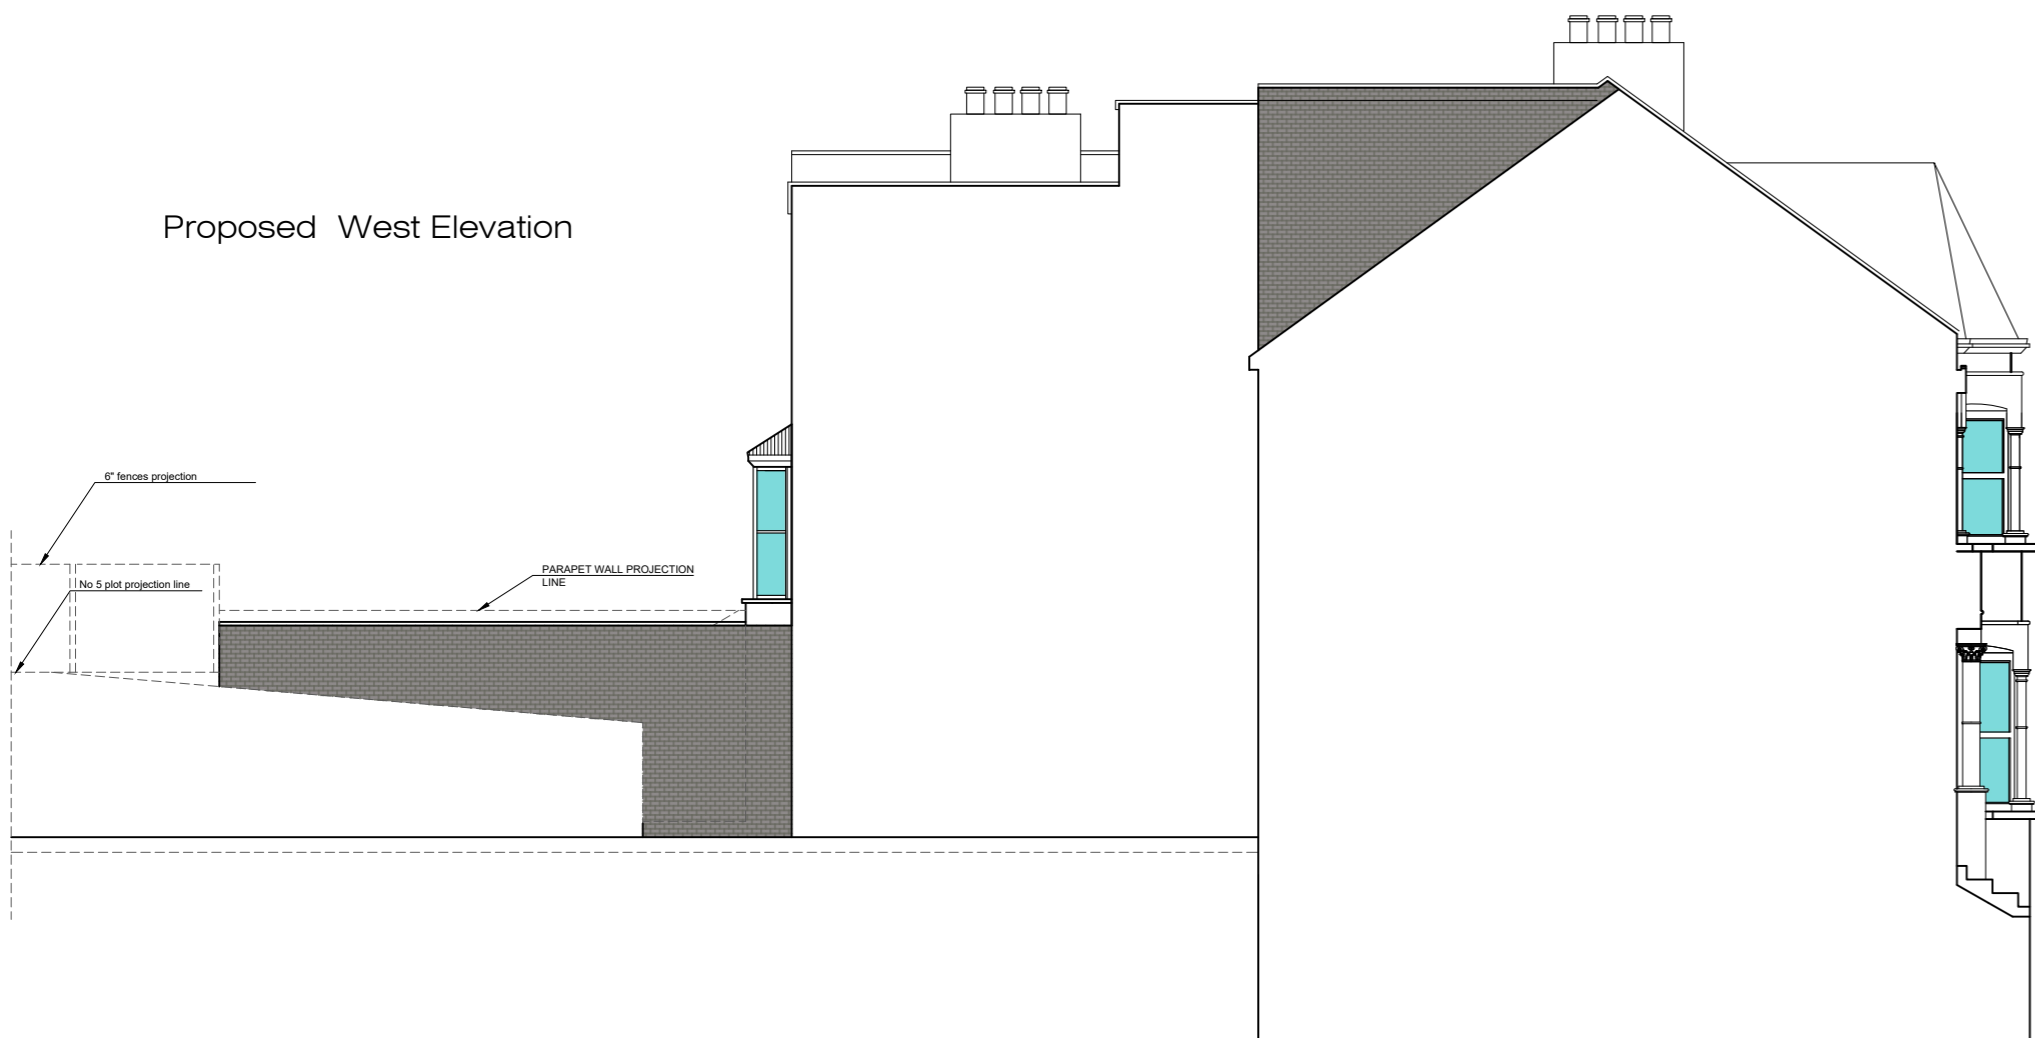 Proposed West Elevation
6" fences projection
No 5 plot projection line
PARAPET WALL PROJECTION
LINE